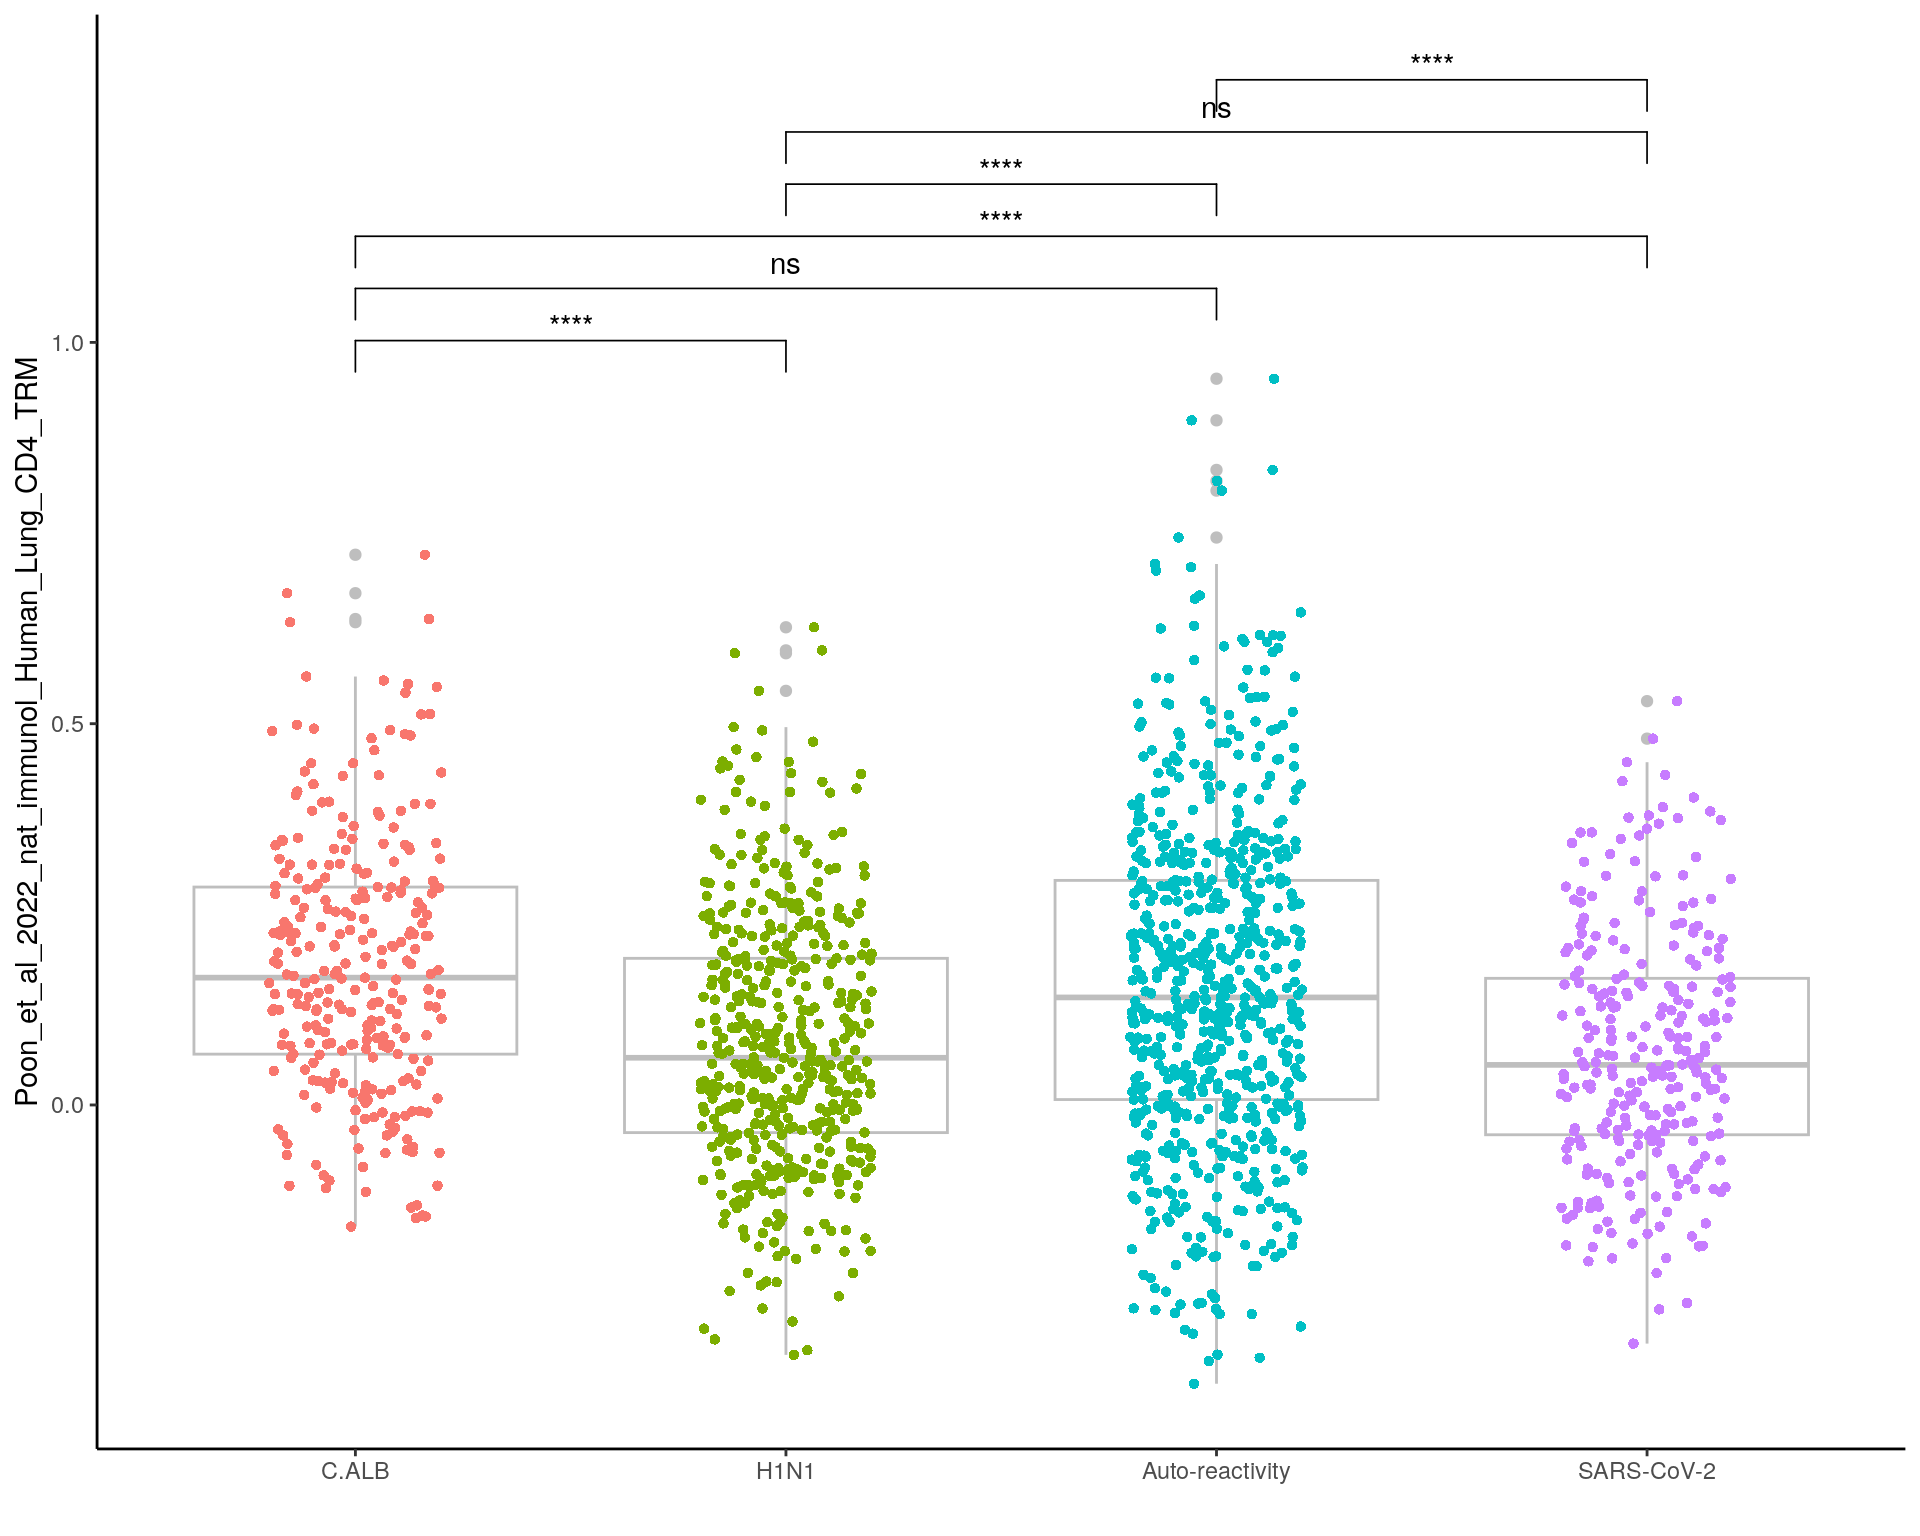 ****
ns
****
****
ns
****
1.0
0.5
0.0
Poon_et_al_2022_nat_immunol_Human_Lung_CD4_TRM
C.ALB
H1N1
Auto-reactivity
SARS-CoV-2